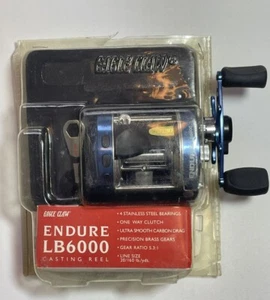 EAGLE CLAW
EAGLE CLAW
ENDURE
LB6000
CASTING REEL
• 4 STAINLESS STEEL BEARINGS
• ONE WAY CLUTCH
• ULTRA SMOOTH CARBON DRAG
• PRECISION BRASS GEARS
• GEAR RATIO 5.3:1
• LINE SIZE